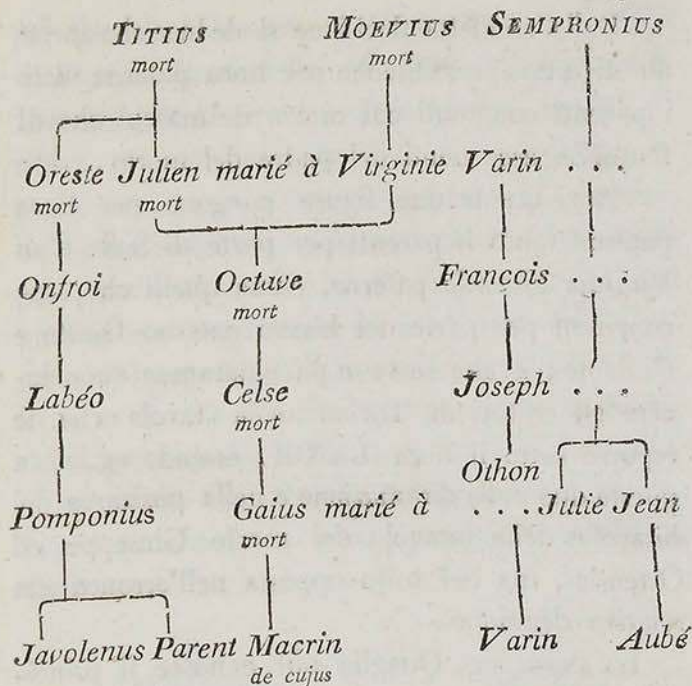 TITIUS MOEVIUS SEMPRONIUS
mort mort
Oreste Julien marié à Virginie Varin . . .
mort mort
Onfroi Octave François . . .
mort
Labéo Celse Joseph . . .
mort
Othon
Pomponius Gaius marié à . . . Julie Jean
mort
Javolenus Parent Macrin Varin Aubé
de cujus